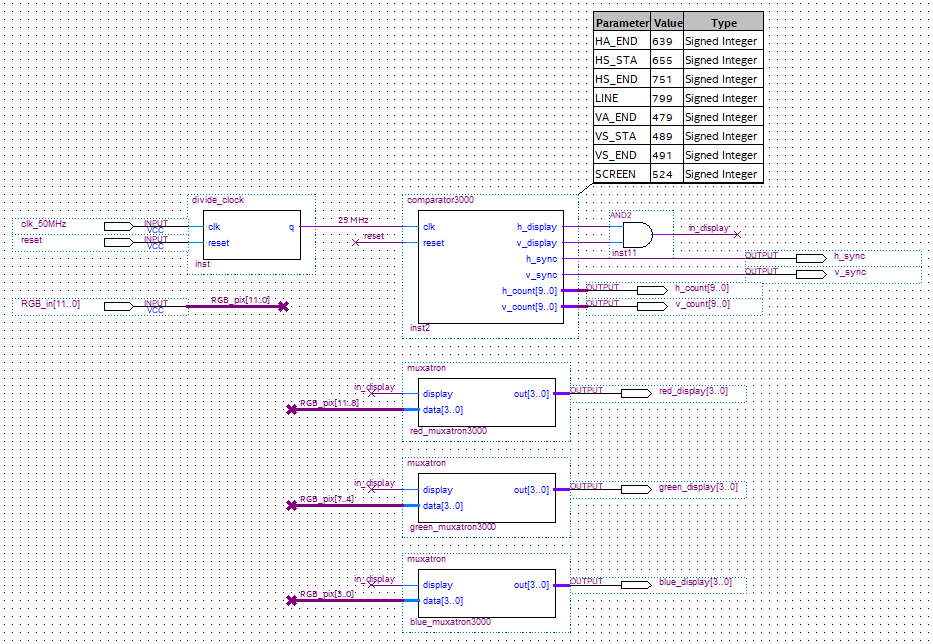 Parameter Value Type
HA_END 639 Signed Integer
HS_STA 655 Signed Integer
HS_END 751 Signed Integer
LINE 799 Signed Integer
VA_END 479 Signed Integer
VS_STA 489 Signed Integer
VS_END 491 Signed Integer
SCREEN 524 Signed Integer
divide_clock
clk_50MHz INPUT VCC
reset INPUT VCC
clk q
reset
inst
25 MHz
reset
RGB_in[11..0] INPUT VCC
RGB_pix[11..0]
comparator3000
clk h_display
reset v_display
h_sync
v_sync
h_count[9..0]
v_count[9..0]
inst2
AND2
inst11
in_display
OUTPUT h_sync
OUTPUT v_sync
OUTPUT h_count[9..0]
OUTPUT v_count[9..0]
muxatron
in_display
display out[3..0]
OUTPUT red_display[3..0]
RGB_pix[11..8]
data[3..0]
red_muxatron3000
muxatron
in_display
display out[3..0]
OUTPUT green_display[3..0]
RGB_pix[7..4]
data[3..0]
green_muxatron3000
muxatron
in_display
display out[3..0]
OUTPUT blue_display[3..0]
RGB_pix[3..0]
data[3..0]
blue_muxatron3000